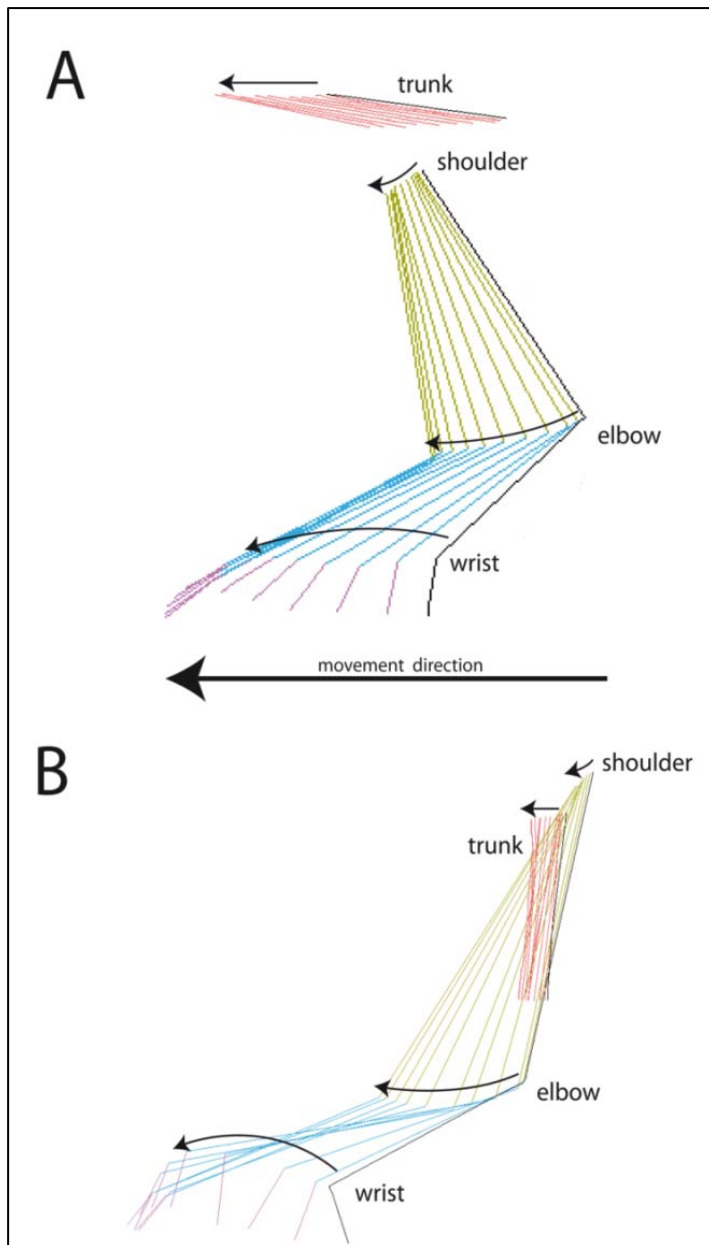 A
trunk
shoulder
elbow
wrist
movement direction
B
shoulder
trunk
elbow
wrist